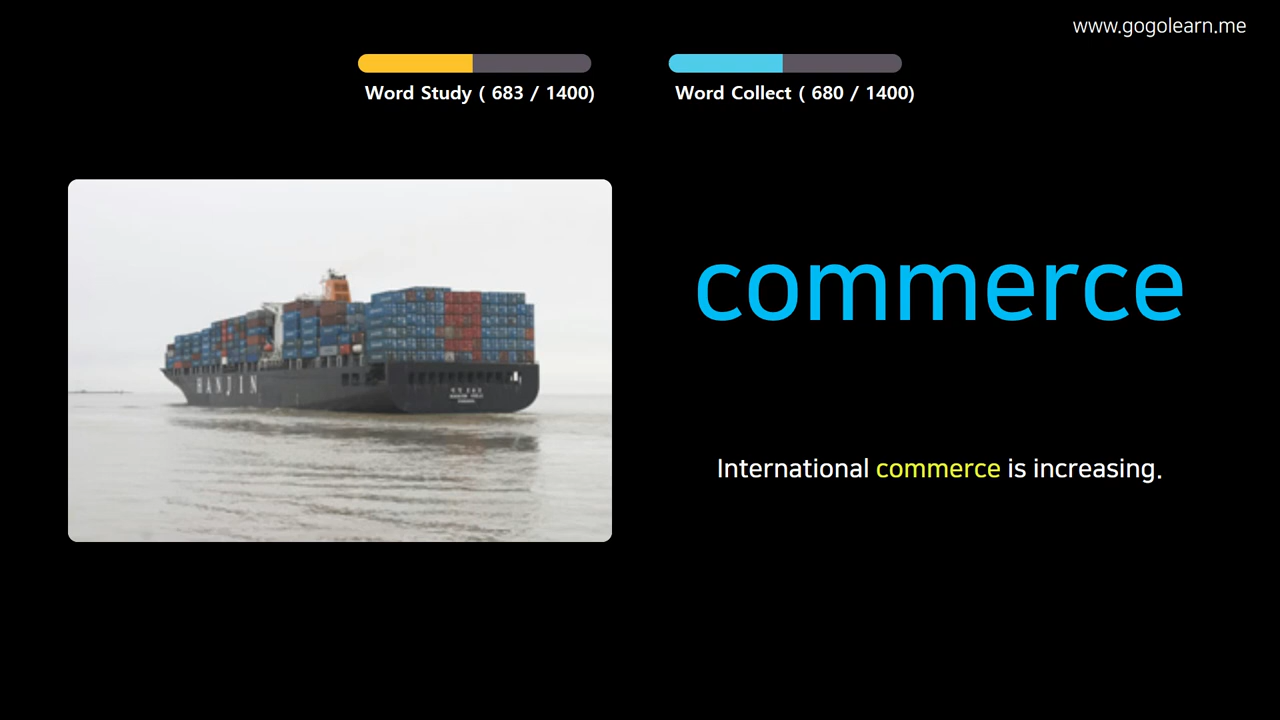 www.gogolearn.me
Word Study ( 683 / 1400)
Word Collect ( 680 / 1400)
commerce
HANJIN
International commerce is increasing.